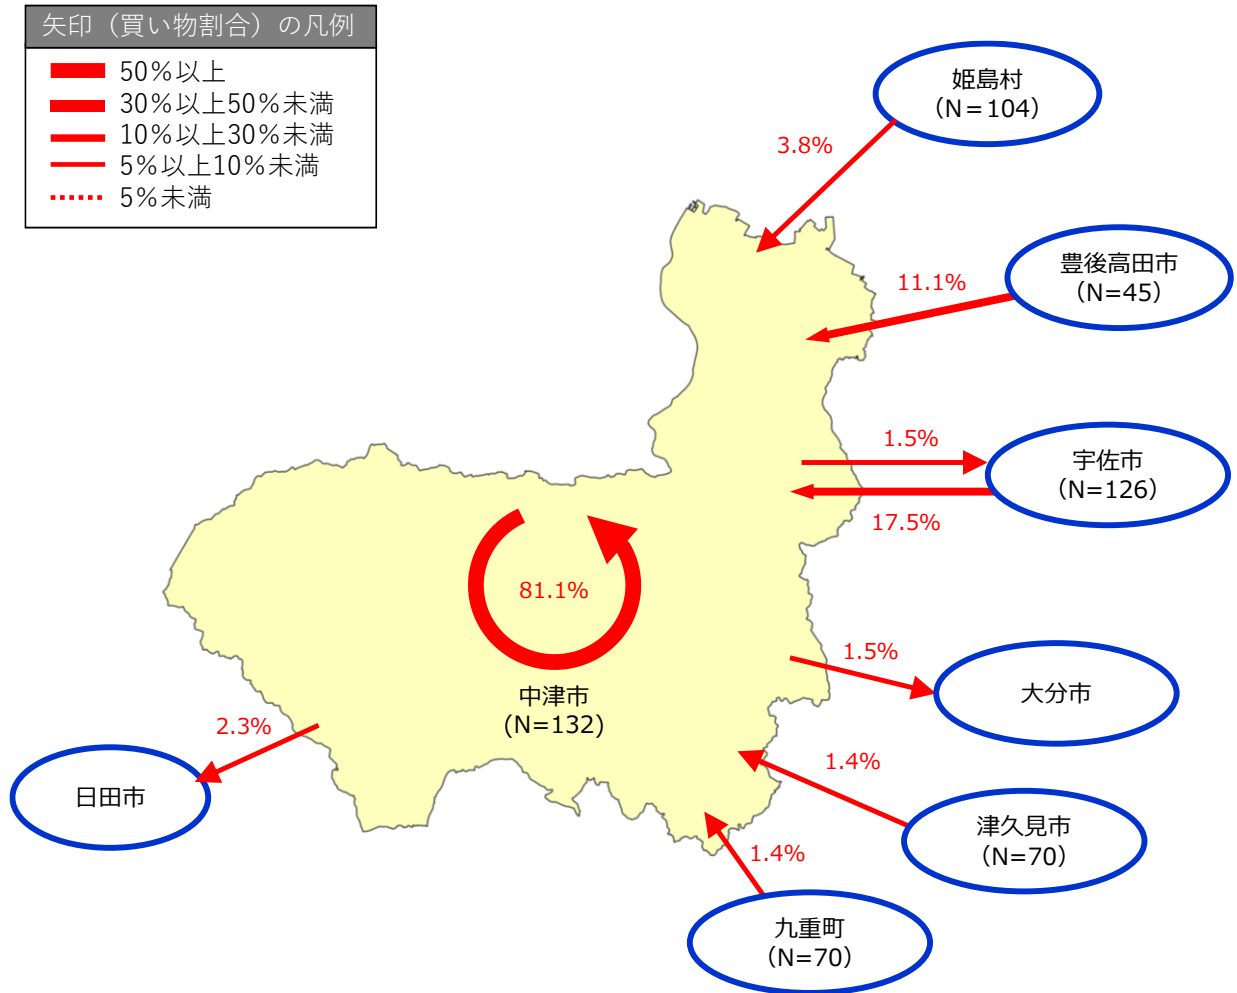 矢印（買い物割合）の凡例
50％以上
30％以上50％未満
10％以上30％未満
5％以上10％未満
5％未満
姫島村
（N＝104）
3.8%
豊後高田市
（N=45）
11.1%
1.5%
宇佐市
（N=126）
17.5%
81.1%
中津市
(N=132)
1.5%
大分市
2.3%
日田市
1.4%
津久見市
（N=70）
1.4%
九重町
（N=70）